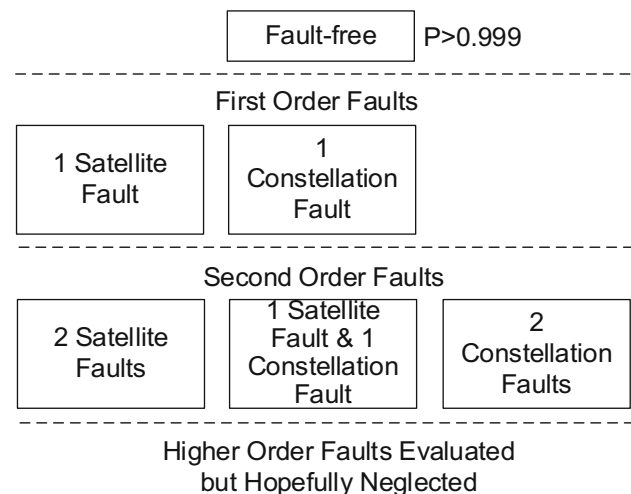 Fault-free P>0.999
First Order Faults
1 Satellite
Fault
1
Constellation
Fault
Second Order Faults
2 Satellite
Faults
1 Satellite
Fault & 1
Constellation
Fault
2
Constellation
Faults
Higher Order Faults Evaluated
but Hopefully Neglected